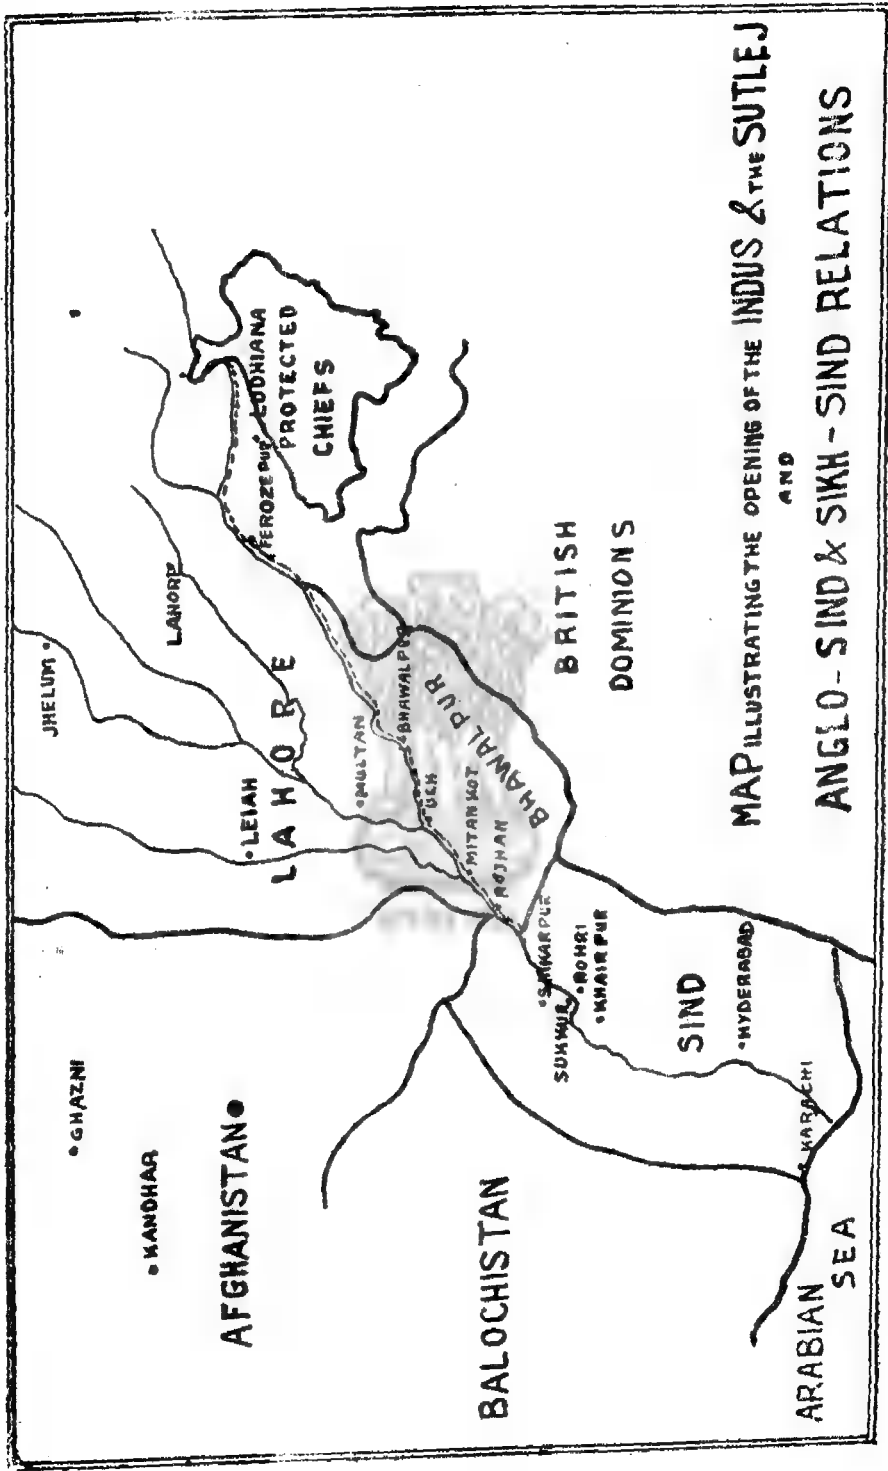 JHELUM
LAHORE
LEIAH
LAHORE
GHAZNI
KANDHAR
AFGHANISTAN
FEROZEPUR
LUDHIANA
PROTECTED
CHIEFS
MULTAN
BHAWALPUR
UCH
MITANKOT
ROJHAN
BHAWALPUR
BRITISH
DOMINIONS
SHIKARPUR
SUKKUR
ROHRI
KHAIRPUR
SIND
HYDERABAD
KARACHI
BALOCHISTAN
ARABIAN
SEA
MAP ILLUSTRATING THE OPENING OF THE INDUS & THE SUTLEJ
AND
ANGLO-SIND & SIKH-SIND RELATIONS